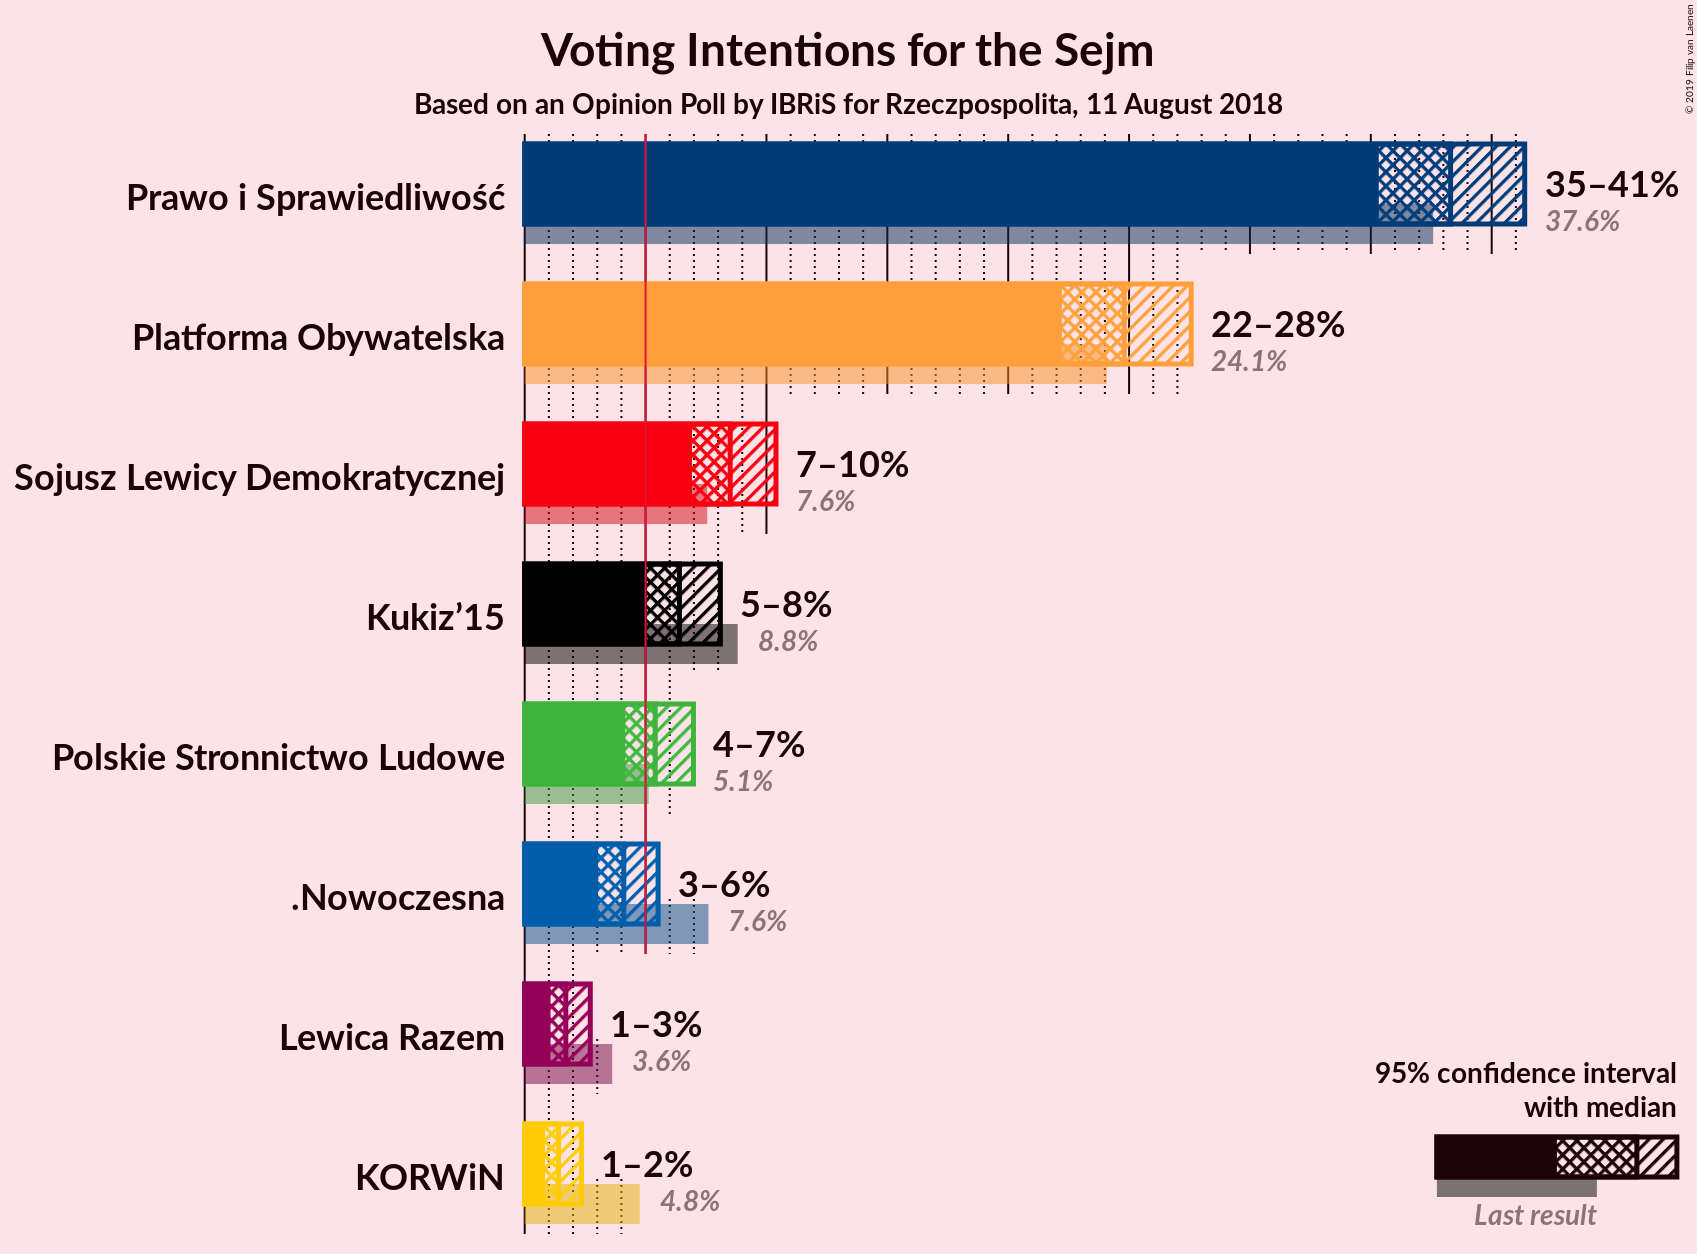 Voting Intentions for the Sejm
Based on an Opinion Poll by IBRiS for Rzeczpospolita, 11 August 2018
© 2019 Filip van Laenen
Prawo i Sprawiedliwość
35–41%
37.6%
Platforma Obywatelska
22–28%
24.1%
Sojusz Lewicy Demokratycznej
7–10%
7.6%
Kukiz’15
5–8%
8.8%
Polskie Stronnictwo Ludowe
4–7%
5.1%
.Nowoczesna
3–6%
7.6%
Lewica Razem
1–3%
3.6%
KORWiN
1–2%
4.8%
95% confidence interval
with median
Last result